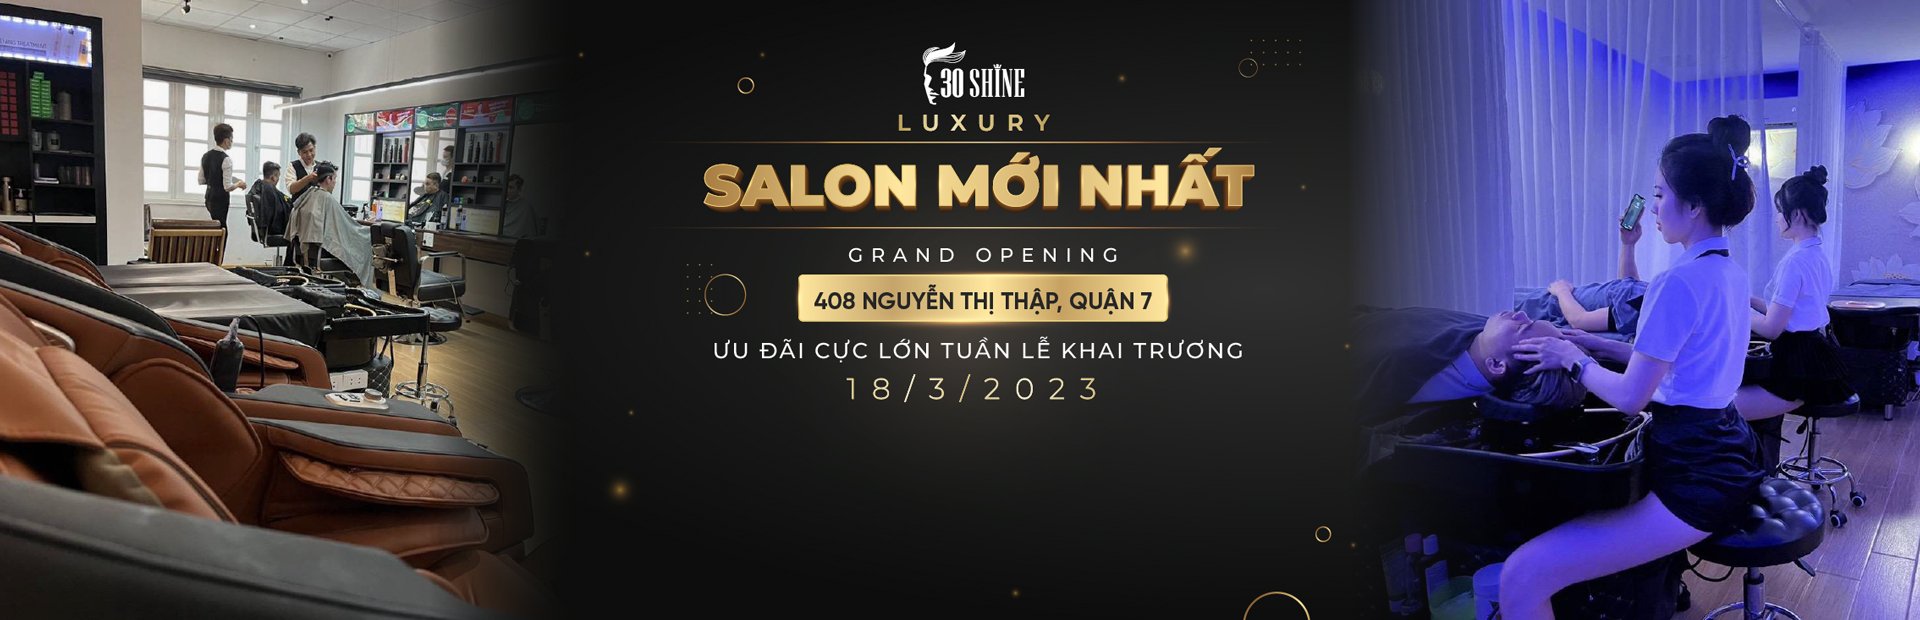 30 SHINE
LUXURY
SALON MỚI NHẤT
GRAND OPENING
408 NGUYỄN THỊ THẬP, QUẬN 7
ƯU ĐÃI CỰC LỚN TUẦN LỄ KHAI TRƯƠNG
18/3/2023